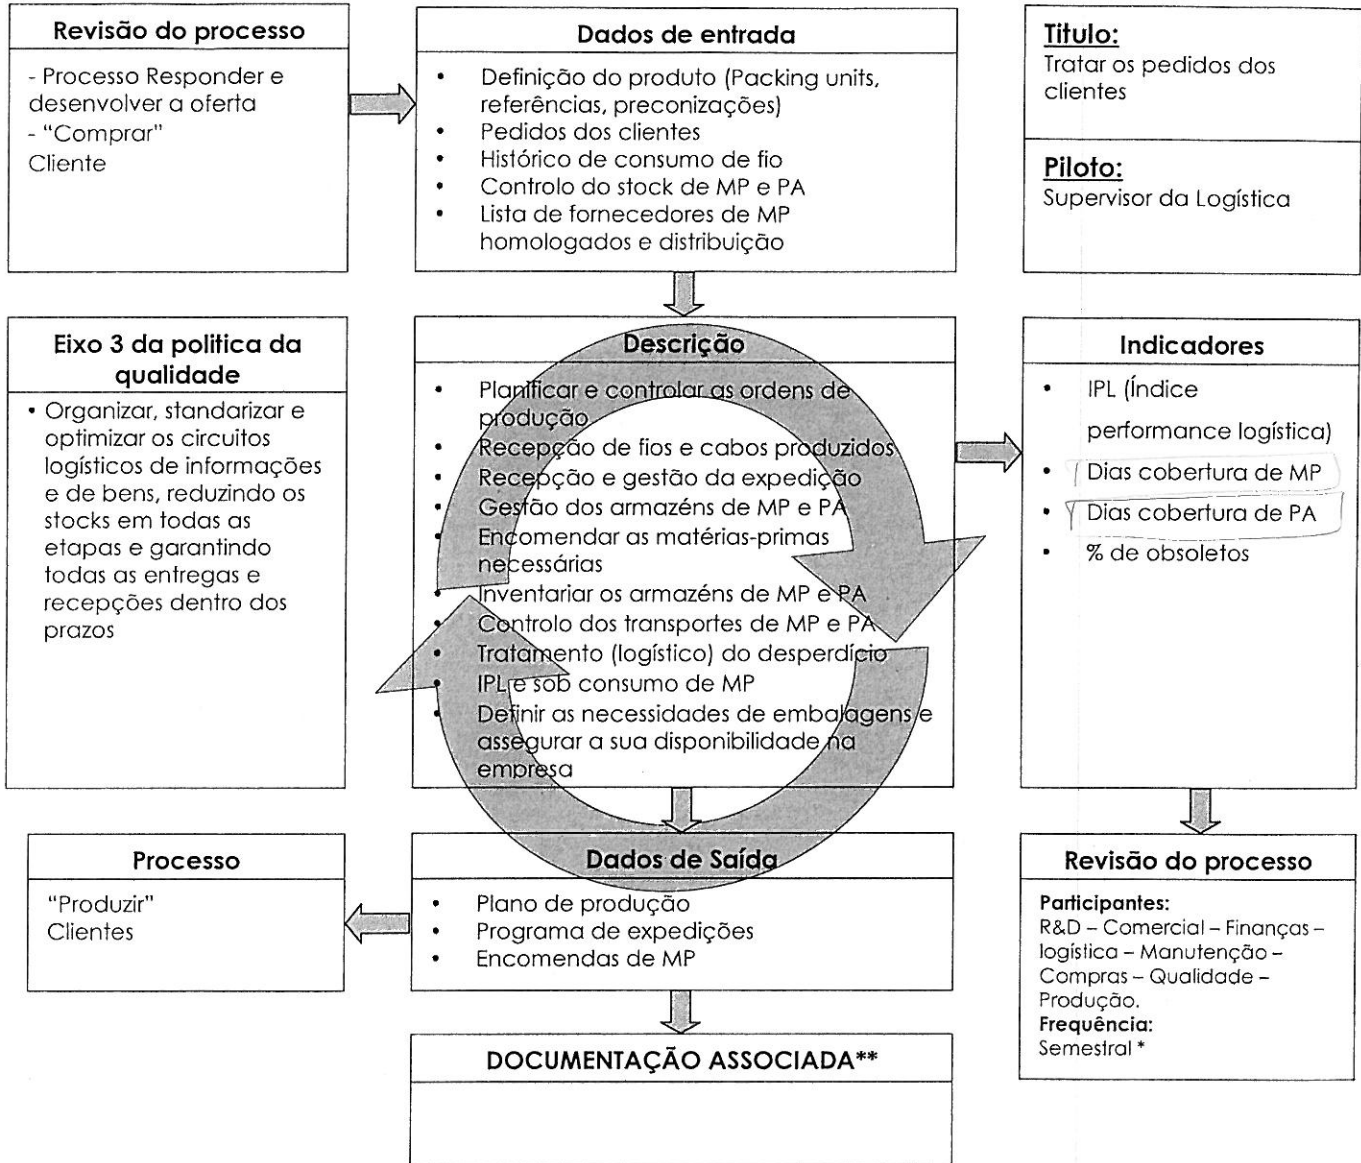 Revisão do processo
- Processo Responder e
desenvolver a oferta
- “Comprar”
Cliente
Dados de entrada
• Definição do produto (Packing units,
referências, preconizações)
• Pedidos dos clientes
• Histórico de consumo de fio
• Controlo do stock de MP e PA
• Lista de fornecedores de MP
homologados e distribuição
Titulo:
Tratar os pedidos dos
clientes
Piloto:
Supervisor da Logística
Eixo 3 da politica da
qualidade
• Organizar, standarizar e
optimizar os circuitos
logísticos de informações
e de bens, reduzindo os
stocks em todas as
etapas e garantindo
todas as entregas e
recepções dentro dos
prazos
Descrição
• Planificar e controlar as ordens de
produção
• Recepção de fios e cabos produzidos
• Recepção e gestão da expedição
• Gestão dos armazéns de MP e PA
• Encomendar as matérias-primas
necessárias
• Inventariar os armazéns de MP e PA
• Controlo dos transportes de MP e PA
• Tratamento (logístico) do desperdício
• IPL e sob consumo de MP
• Definir as necessidades de embalagens e
assegurar a sua disponibilidade na
empresa
Indicadores
• IPL (Índice
performance logística)
• Dias cobertura de MP
• Dias cobertura de PA
• % de obsoletos
Processo
“Produzir”
Clientes
Dados de Saída
• Plano de produção
• Programa de expedições
• Encomendas de MP
Revisão do processo
Participantes:
R&D – Comercial – Finanças –
logística – Manutenção –
Compras – Qualidade –
Produção.
Frequência:
Semestral *
DOCUMENTAÇÃO ASSOCIADA**